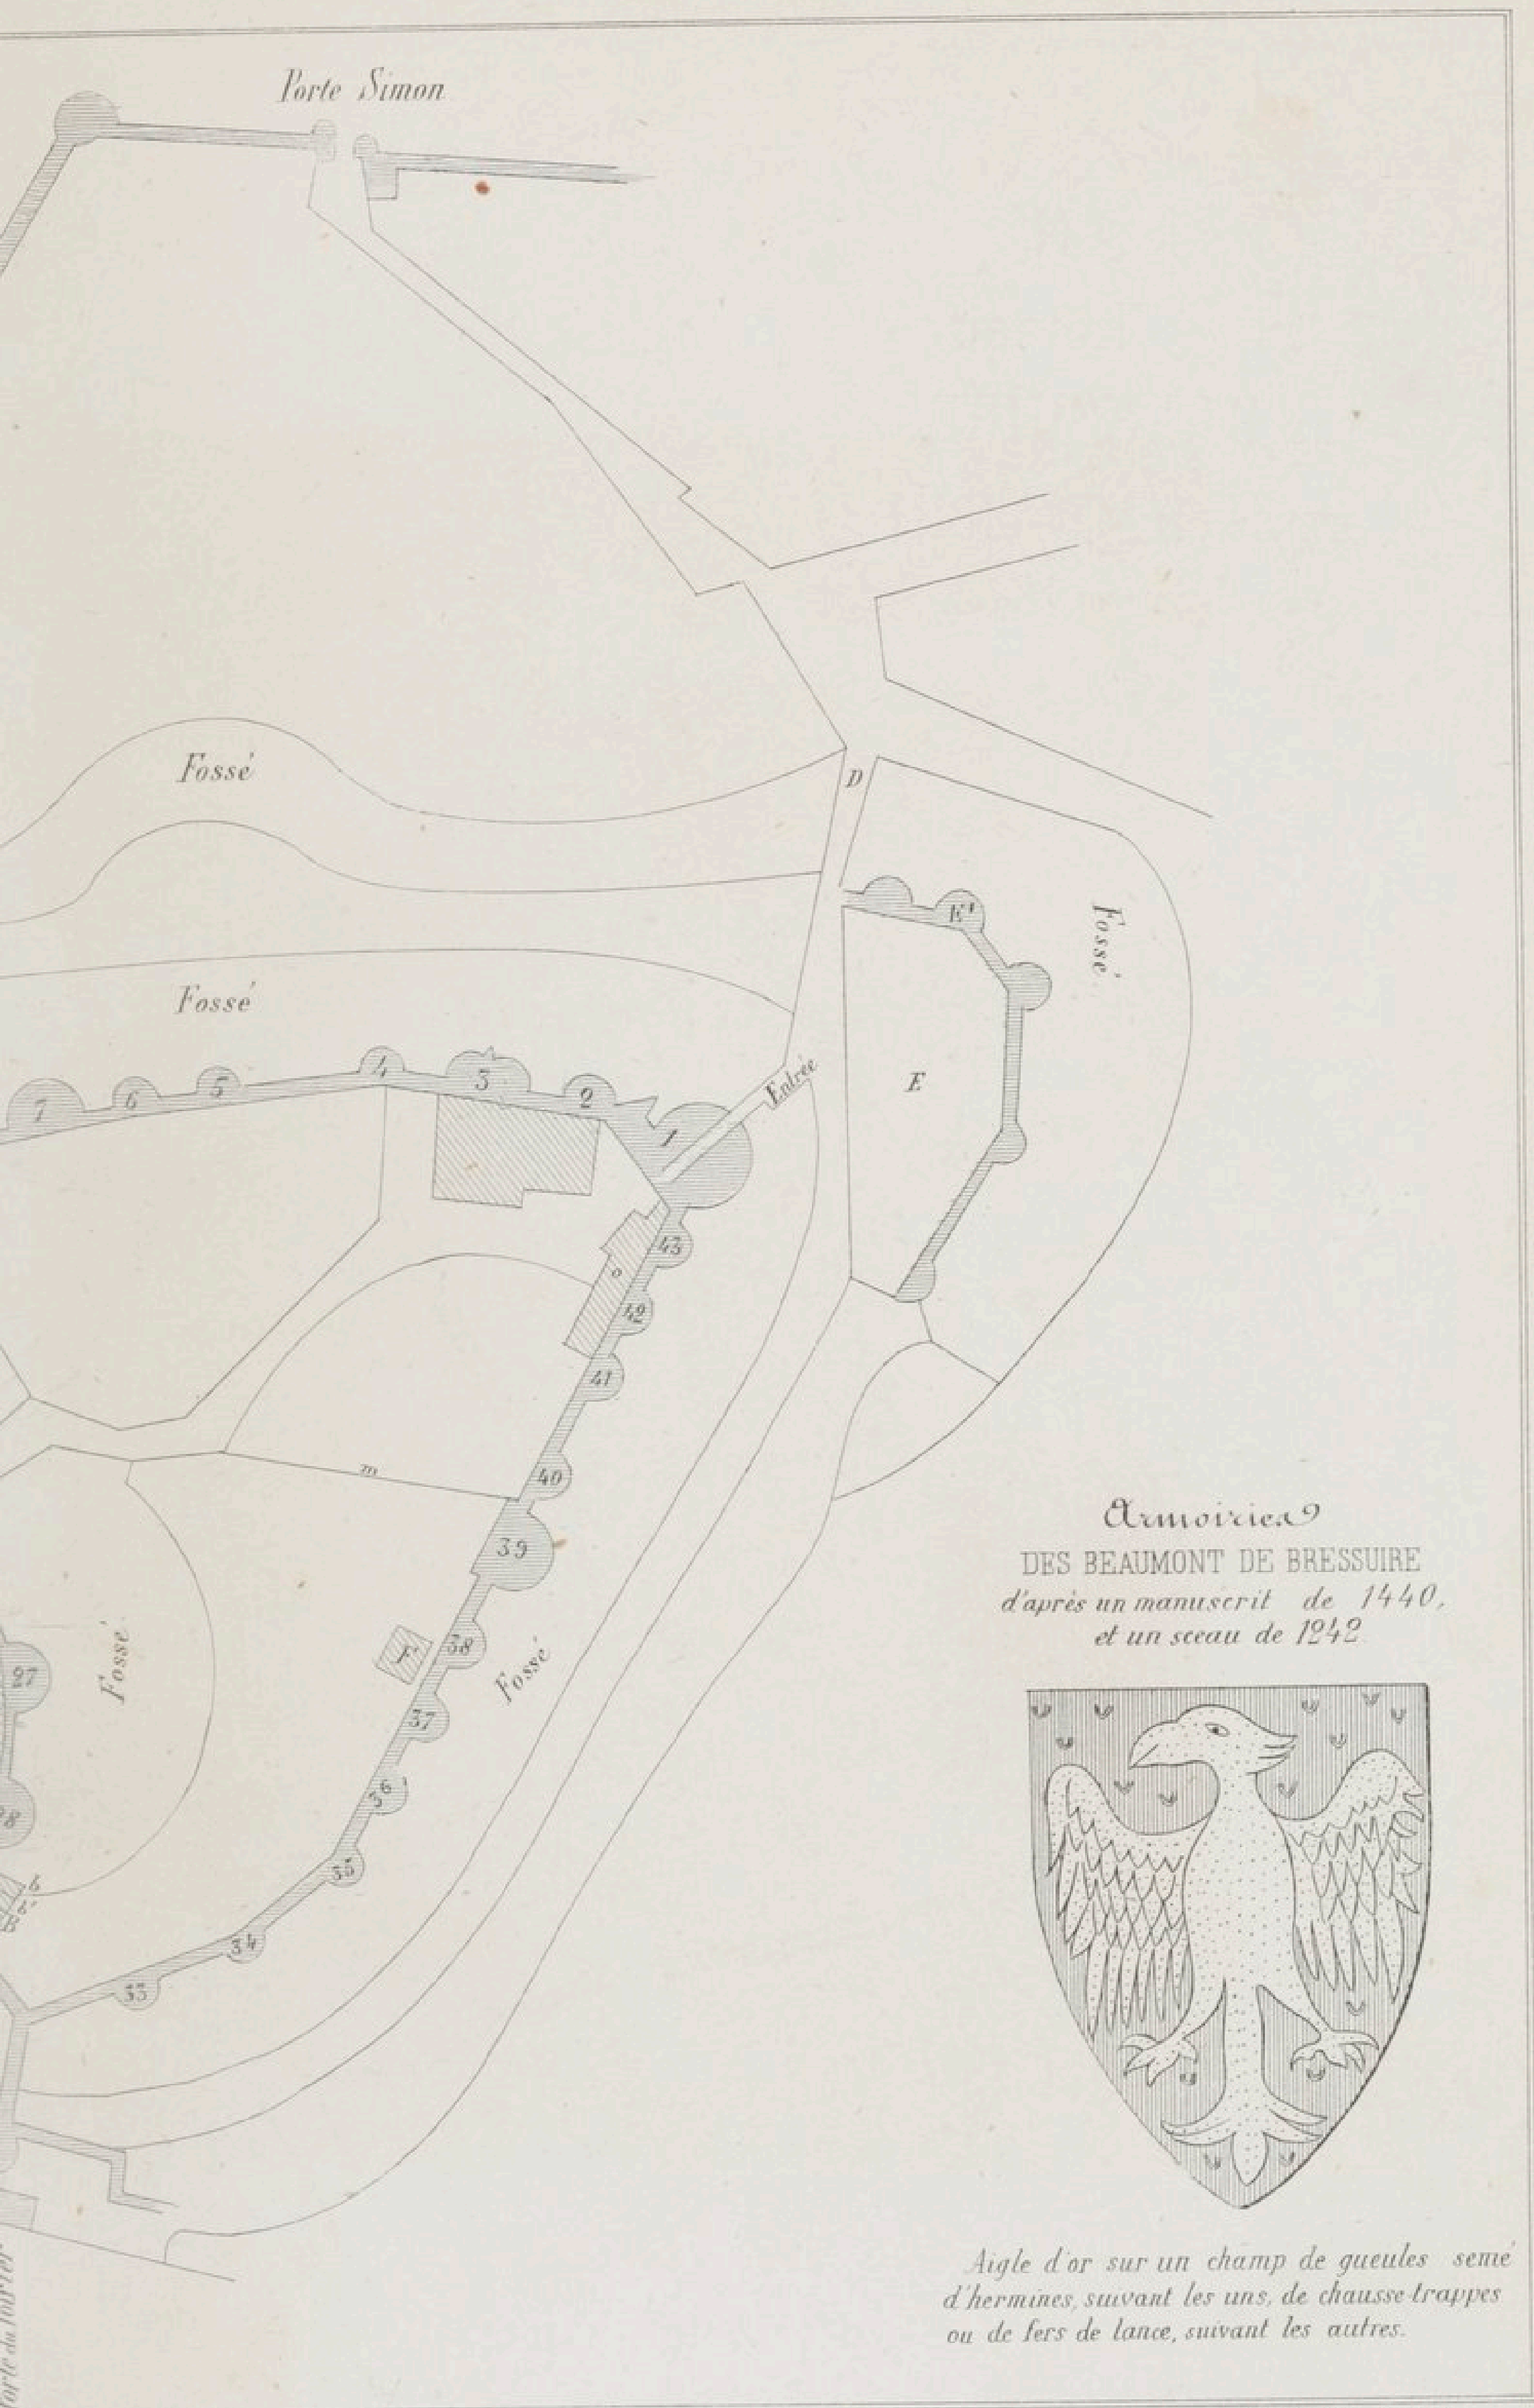 Porte Simon
Fossé
D
E'
Fossé
Fossé
E
Entrée
7
6
5
4
3
2
1
43
o
42
41
40
m
39
38
F
Fossé
37
36
35
34
33
27
Fossé
b
b'
B
Armoiries
DES BEAUMONT DE BRESSUIRE
d'après un manuscrit de 1440,
et un sceau de 1242
Aigle d'or sur un champ de gueules semé
d'hermines, suivant les uns, de chausse-trappes
ou de fers de lance, suivant les autres.